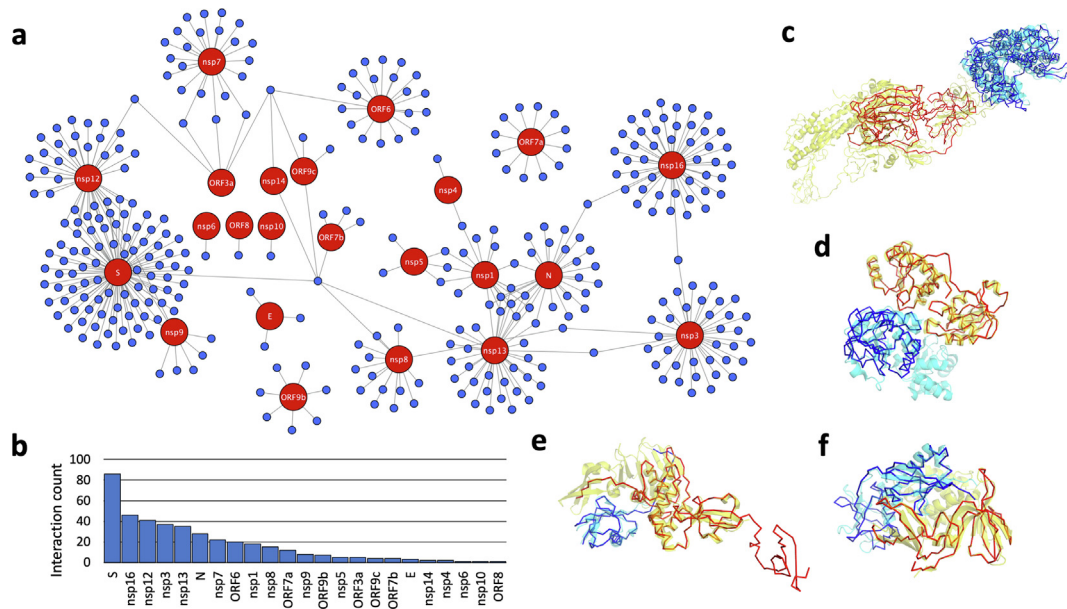 a
nsp7
ORF6
ORF7a
nsp16
nsp12
ORF3a
nsp14
ORF9c
nsp4
nsp6
ORF8
nsp10
ORF7b
S
nsp5
nsp1
N
E
nsp9
nsp8
nsp13
nsp3
ORF9b
c
d
b
Interaction count
100
80
60
40
20
0
S
nsp16
nsp12
nsp3
nsp13
N
nsp7
ORF6
nsp1
nsp8
ORF7a
nsp9
ORF9b
nsp5
ORF3a
ORF9c
ORF7b
E
nsp14
nsp4
nsp6
nsp10
ORF8
e
f